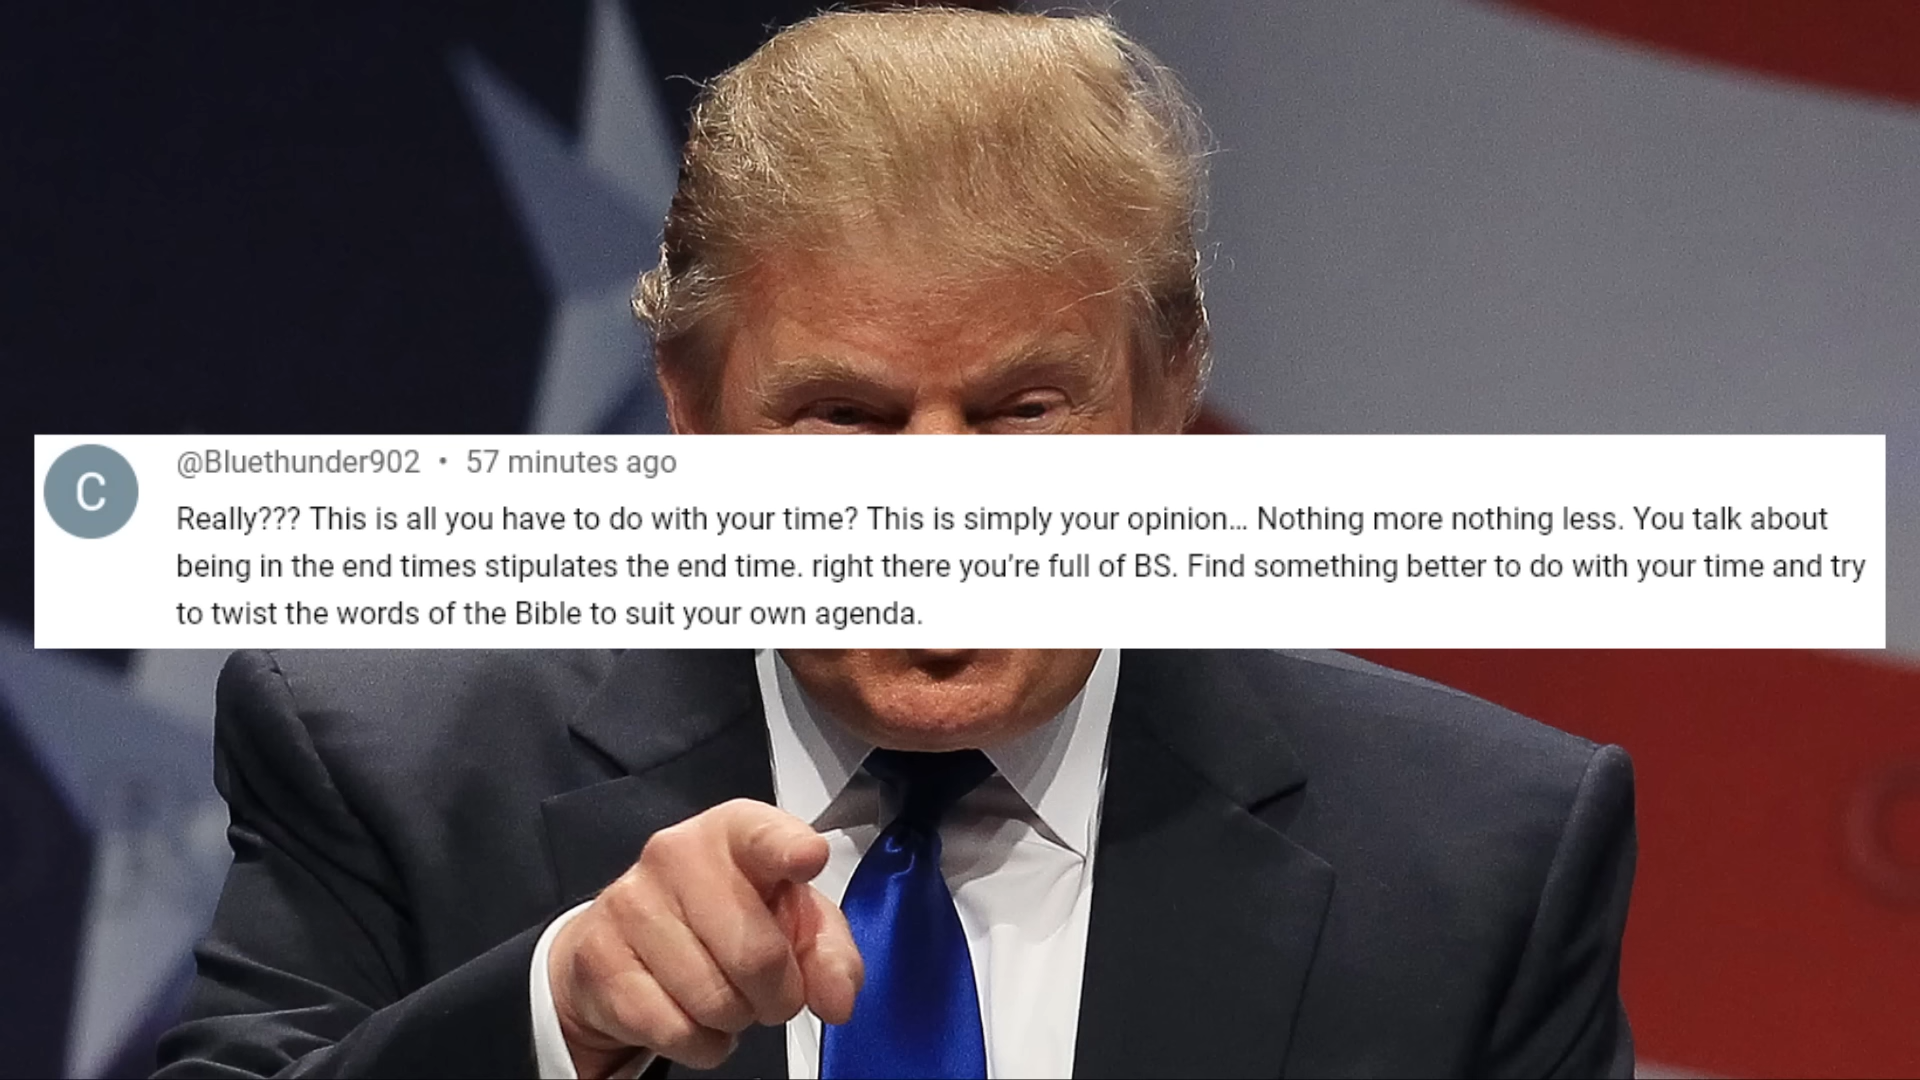 C
@Bluethunder902 • 57 minutes ago
Really??? This is all you have to do with your time? This is simply your opinion... Nothing more nothing less. You talk about
being in the end times stipulates the end time. right there you’re full of BS. Find something better to do with your time and try
to twist the words of the Bible to suit your own agenda.